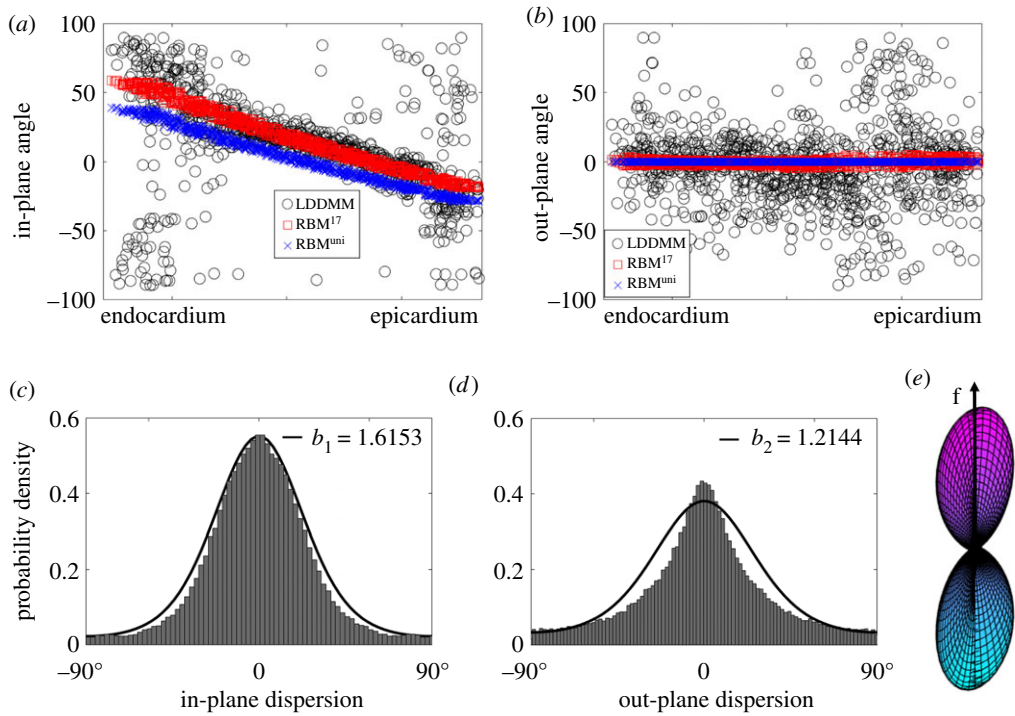 (a)
(b)
in-plane angle
100
50
0
−50
−100
LDDMM
RBM17
RBMuni
endocardium
epicardium
out-plane angle
100
50
0
−50
−100
LDDMM
RBM17
RBMuni
endocardium
epicardium
(c)
(d)
(e)
probability density
0.6
0.4
0.2
0
b1 = 1.6153
−90°
0
90°
in-plane dispersion
0.6
0.4
0.2
0
b2 = 1.2144
−90°
0
90°
out-plane dispersion
f